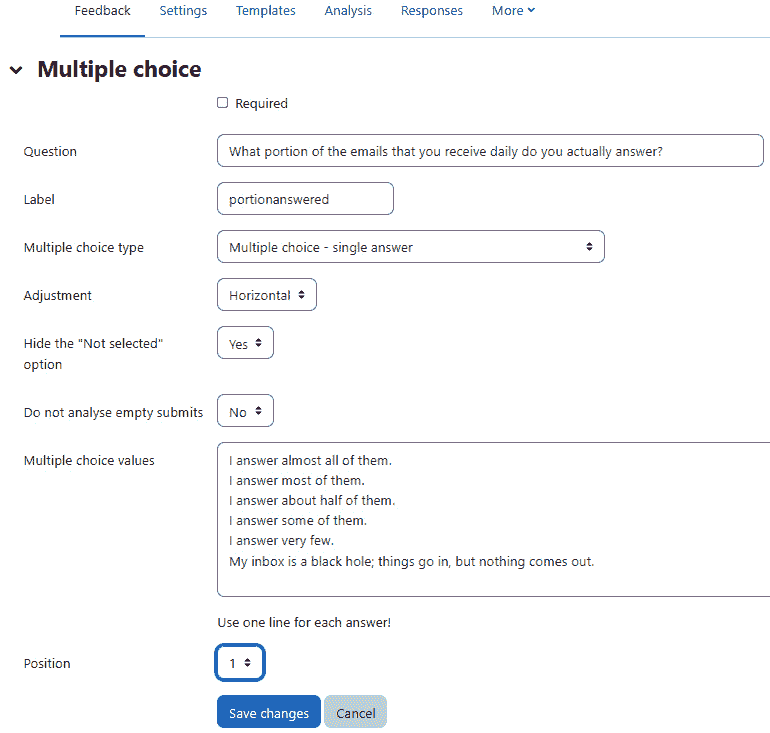 Feedback Settings Templates Analysis Responses More
Multiple choice
Required
Question What portion of the emails that you receive daily do you actually answer?
Label portionanswered
Multiple choice type Multiple choice - single answer
Adjustment Horizontal
Hide the "Not selected"
option Yes
Do not analyse empty submits No
Multiple choice values
I answer almost all of them.
I answer most of them.
I answer about half of them.
I answer some of them.
I answer very few.
My inbox is a black hole; things go in, but nothing comes out.
Use one line for each answer!
Position 1
Save changes Cancel